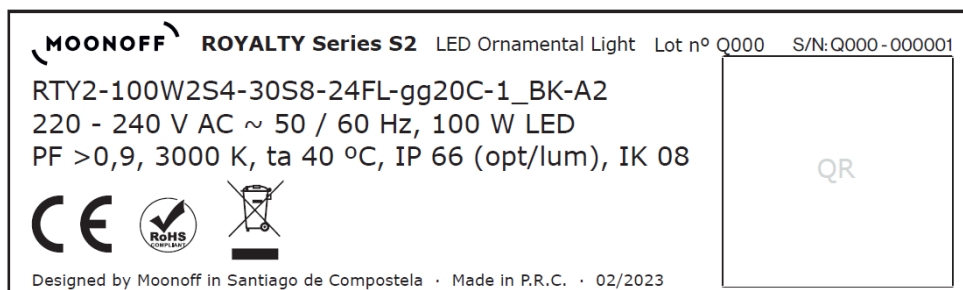 MOONOFF ROYALTY Series S2 LED Ornamental Light Lot nº Q000 S/N: Q000-000001
RTY2-100W2S4-30S8-24FL-gg20C-1_BK-A2
220 - 240 V AC ~ 50 / 60 Hz, 100 W LED
PF >0,9, 3000 K, ta 40 ºC, IP 66 (opt/lum), IK 08
QR
CE
RoHS
COMPLIANT
Designed by Moonoff in Santiago de Compostela · Made in P.R.C. · 02/2023